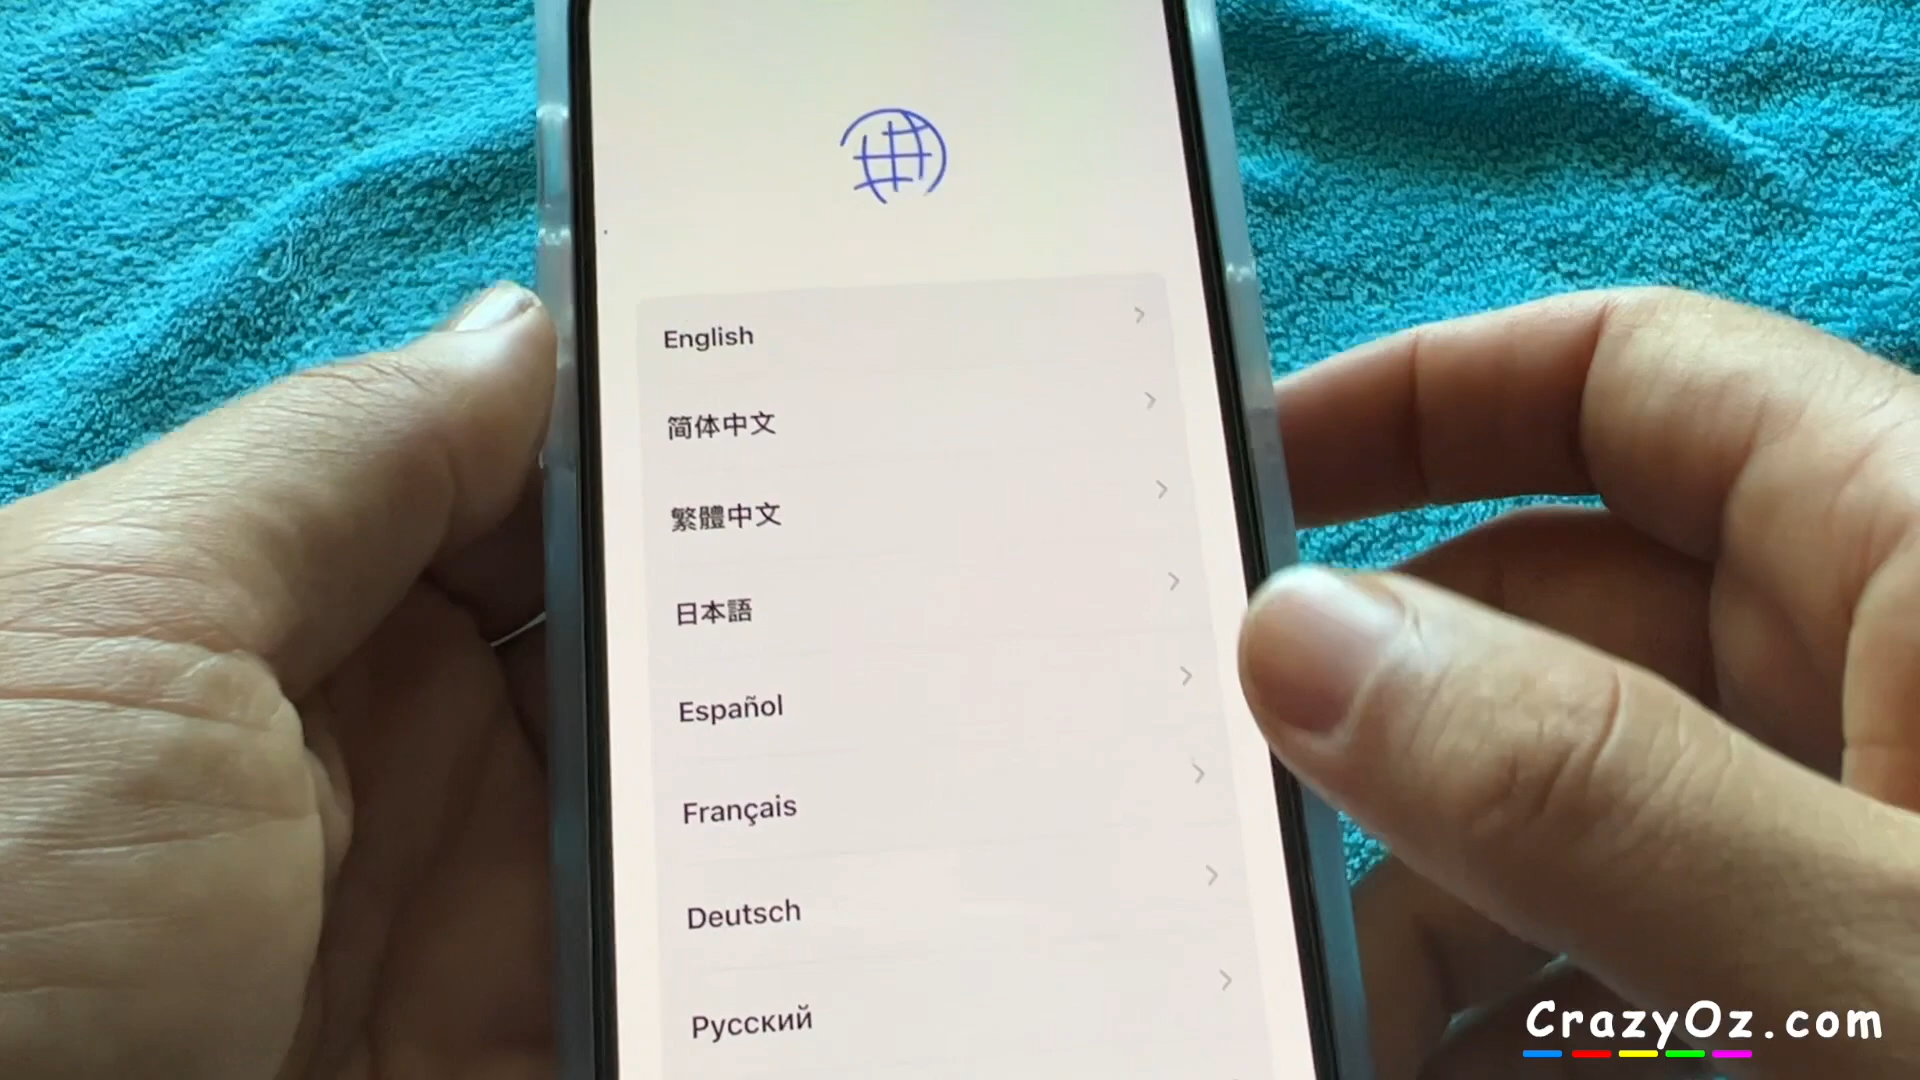 English
简体中文
繁體中文
日本語
Español
Français
Deutsch
Русский
CrazyOz.com